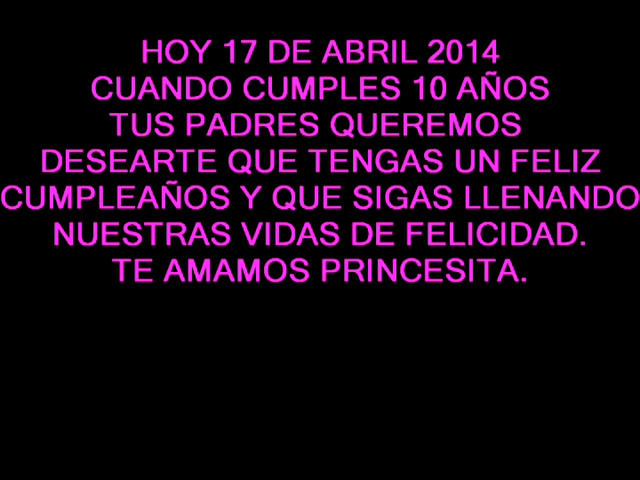 HOY 17 DE ABRIL 2014
CUANDO CUMPLES 10 AÑOS
TUS PADRES QUEREMOS
DESEARTE QUE TENGAS UN FELIZ
CUMPLEAÑOS Y QUE SIGAS LLENANDO
NUESTRAS VIDAS DE FELICIDAD.
TE AMAMOS PRINCESITA.